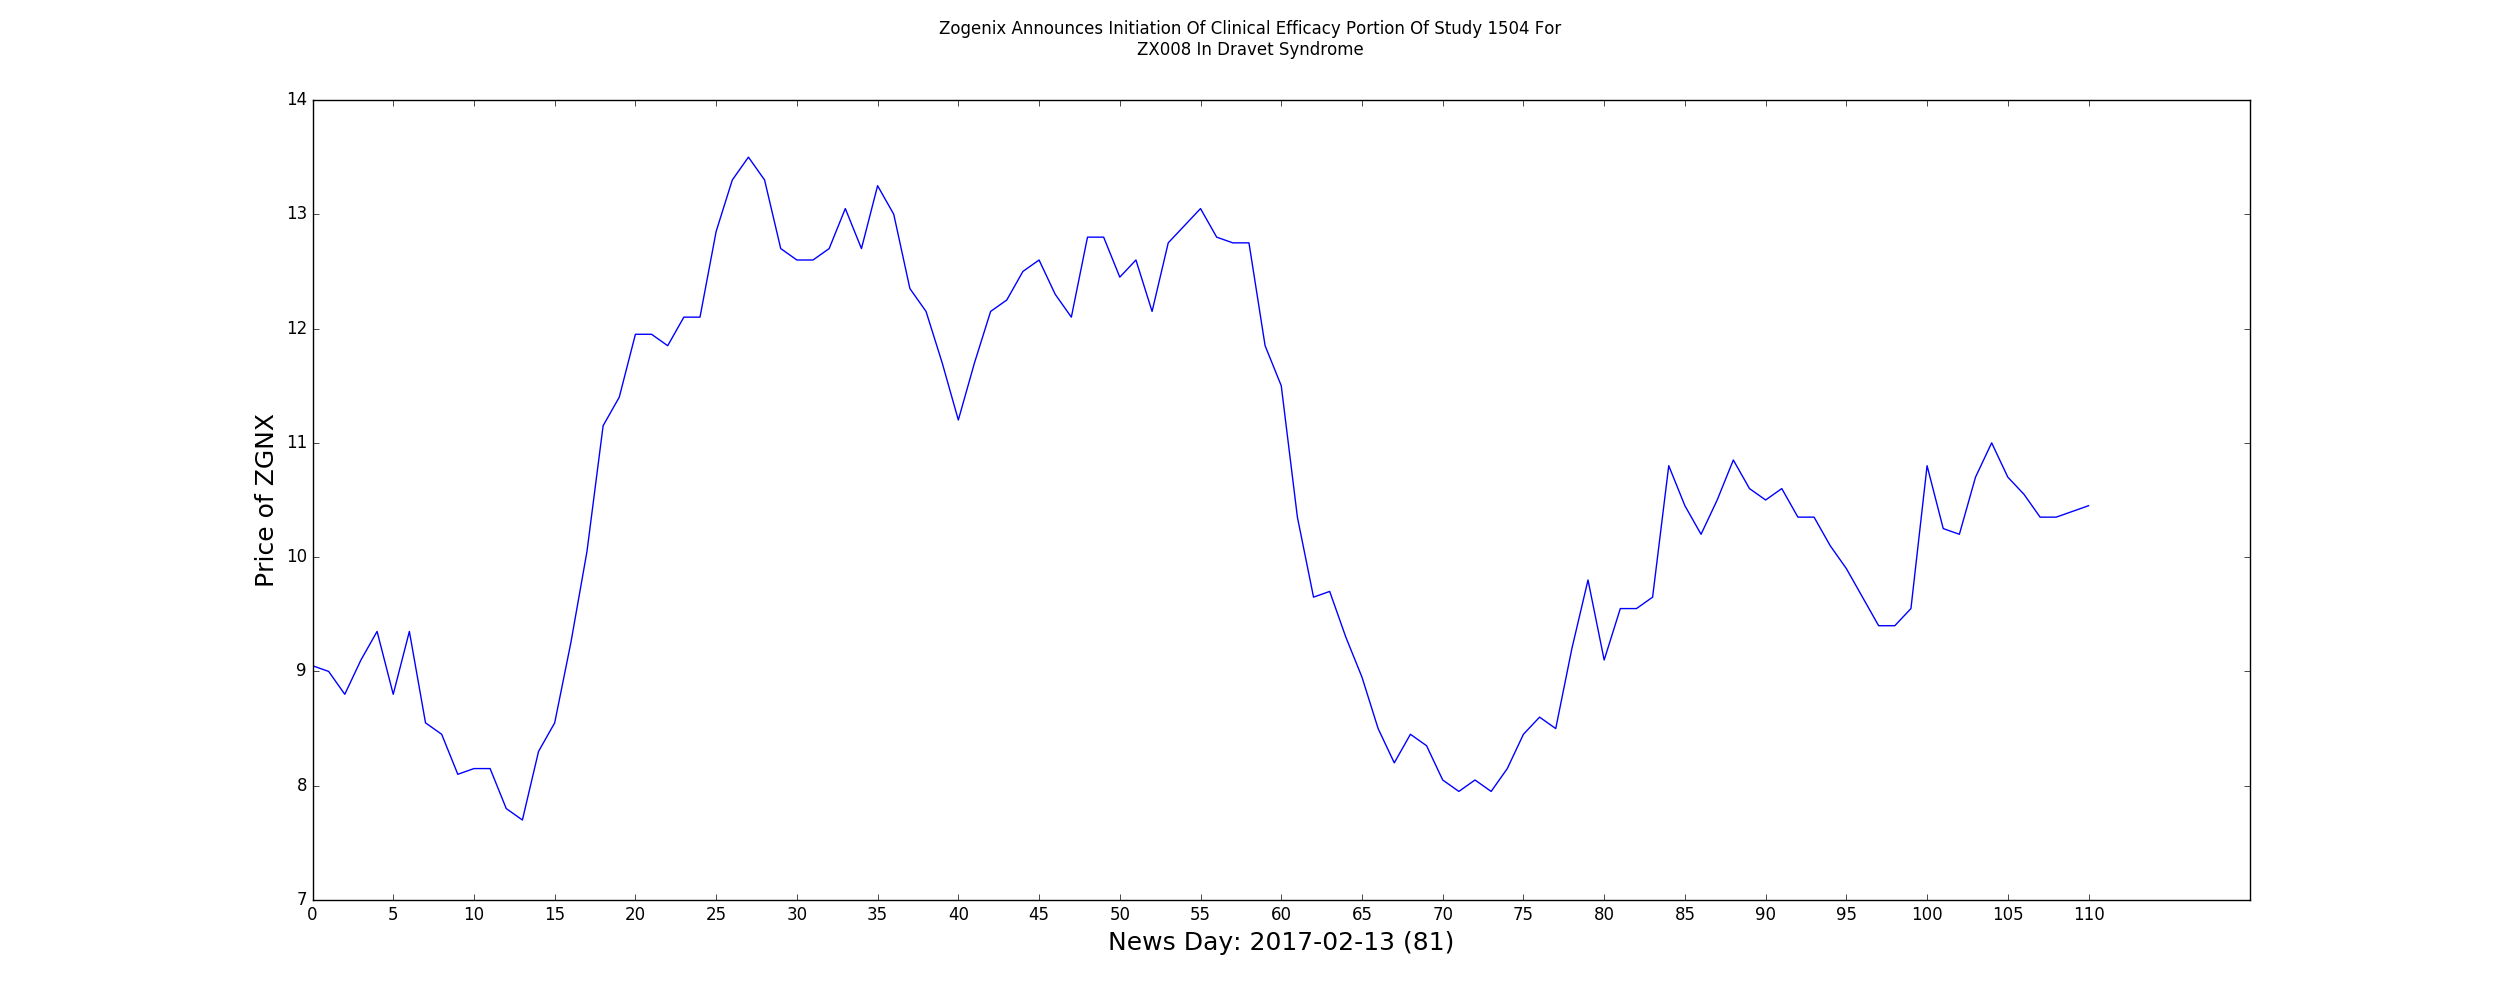 Zogenix Announces Initiation Of Clinical Efficacy Portion Of Study 1504 For
ZX008 In Dravet Syndrome
14
13
12
11
10
9
8
7
Price of ZGNX
0 5 10 15 20 25 30 35 40 45 50 55 60 65 70 75 80 85 90 95 100 105 110
News Day: 2017-02-13 (81)